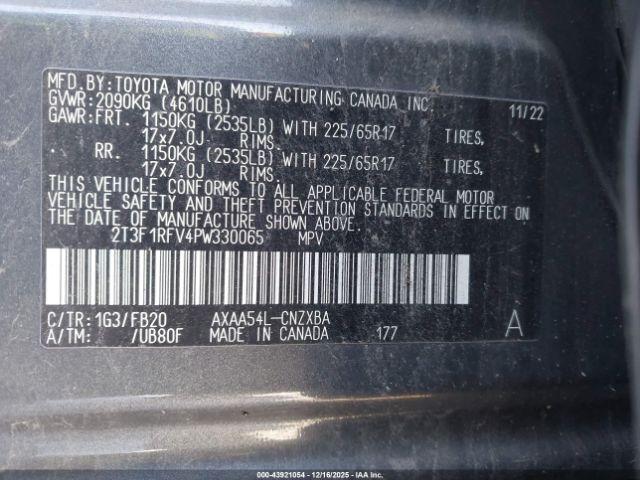 MFD.BY:TOYOTA MOTOR MANUFACTURING CANADA INC.
GVWR:2090KG (4610LB) 11/22
GAWR:FRT. 1150KG (2535LB) WITH 225/65R17 TIRES,
17x7.0J RIMS.
RR. 1150KG (2535LB) WITH 225/65R17 TIRES,
17x7.0J RIMS.
THIS VEHICLE CONFORMS TO ALL APPLICABLE FEDERAL MOTOR
VEHICLE SAFETY AND THEFT PREVENTION STANDARDS IN EFFECT ON
THE DATE OF MANUFACTURE SHOWN ABOVE.
2T3F1RFV4PW330065 MPV
C/TR:1G3/FB20 AXAA54L-CNZXBA
A/TM: /UB80F MADE IN CANADA 177 A
000-43921054 - 12/16/2025 - IAA Inc.